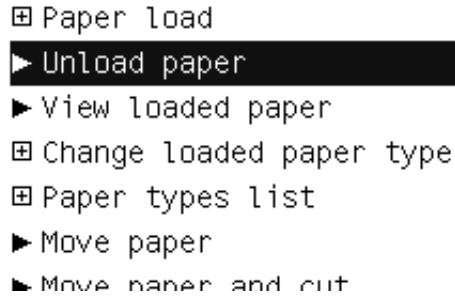 Paper load
Unload paper
View loaded paper
Change loaded paper type
Paper types list
Move paper
Move paper and cut